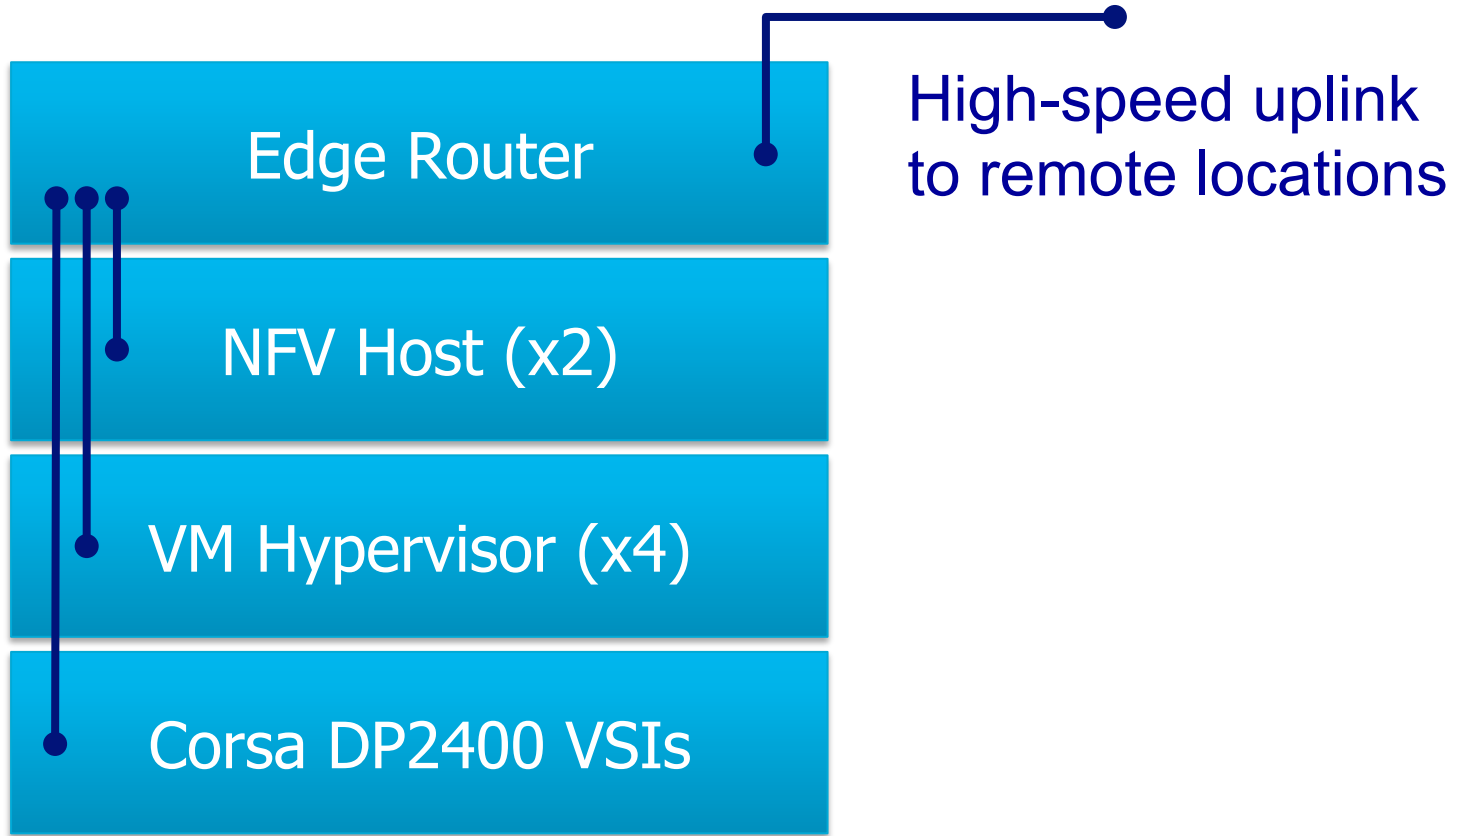 Edge Router
High-speed uplink
to remote locations
NFV Host (x2)
VM Hypervisor (x4)
Corsa DP2400 VSIs